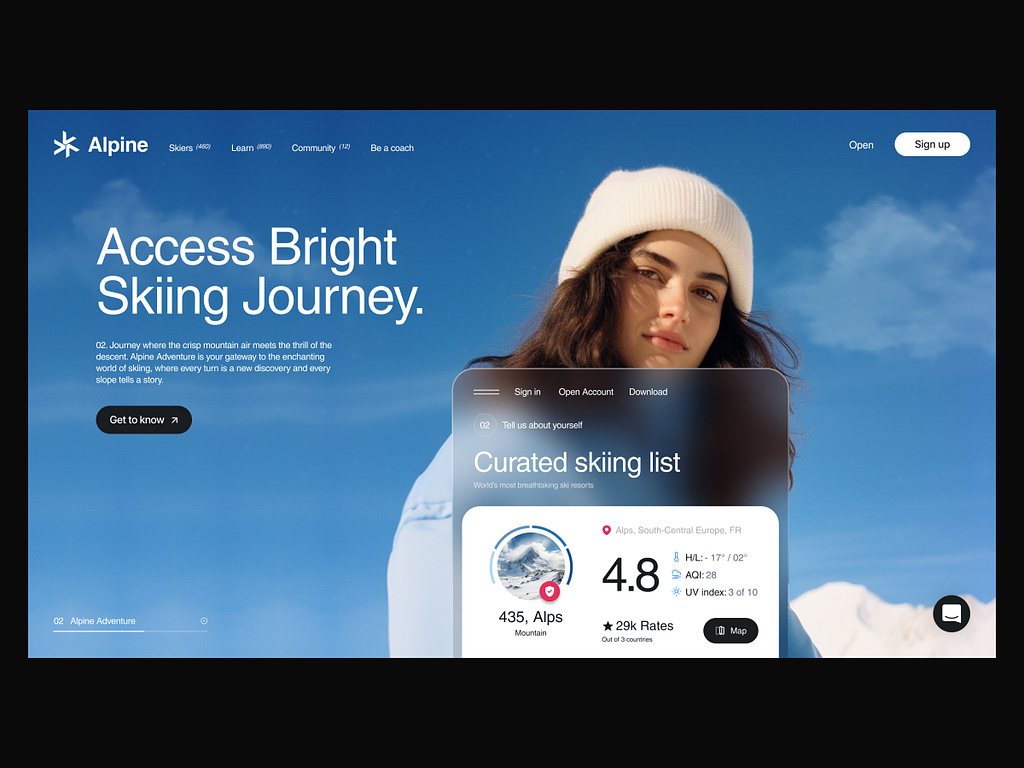 Alpine
Skiers (460)
Learn (890)
Community (12)
Be a coach
Open
Sign up
Access Bright
Skiing Journey.
02. Journey where the crisp mountain air meets the thrill of the
descent. Alpine Adventure is your gateway to the enchanting
world of skiing, where every turn is a new discovery and every
slope tells a story.
Get to know
Sign in
Open Account
Download
02 Tell us about yourself
Curated skiing list
World's most breathtaking ski resorts
Alps, South-Central Europe, FR
4.8
H/L: - 17° / 02°
AQI: 28
UV index: 3 of 10
435, Alps
Mountain
29k Rates
Out of 3 countries
Map
02 Alpine Adventure